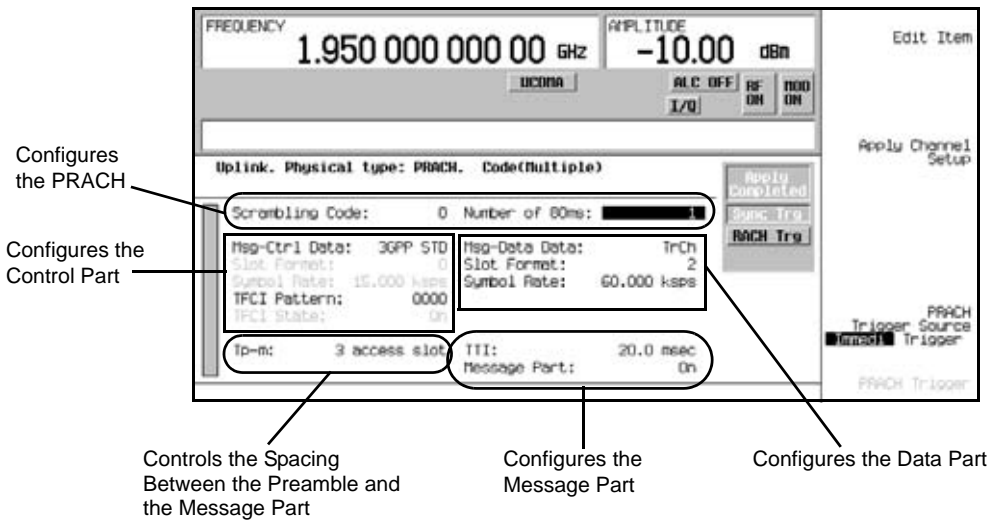 FREQUENCY
1.950 000 000 00 GHz
AMPLITUDE
-10.00 dBm
UCDMA
ALC OFF
I/Q
RF ON
MOD ON
Edit Item
Apply Channel
Setup
Uplink. Physical type: PRACH. Code(Multiple)
Apply
Completed
Sync Trg
RACH Trg
Scrambling Code: 0 Number of 80ms: 1
Msg-Ctrl Data: 3GPP STD
Slot Format: 0
Symbol Rate: 15.000 ksps
TFCI Pattern: 0000
TFCI State: On
Msg-Data Data: TrCh
Slot Format: 2
Symbol Rate: 60.000 ksps
Tp-m: 3 access slot
TTI: 20.0 msec
Message Part: On
PRACH
Trigger Source
Immedi Trigger
PRACH Trigger
Configures
the PRACH
Configures the
Control Part
Controls the Spacing
Between the Preamble and
the Message Part
Configures the
Message Part
Configures the Data Part